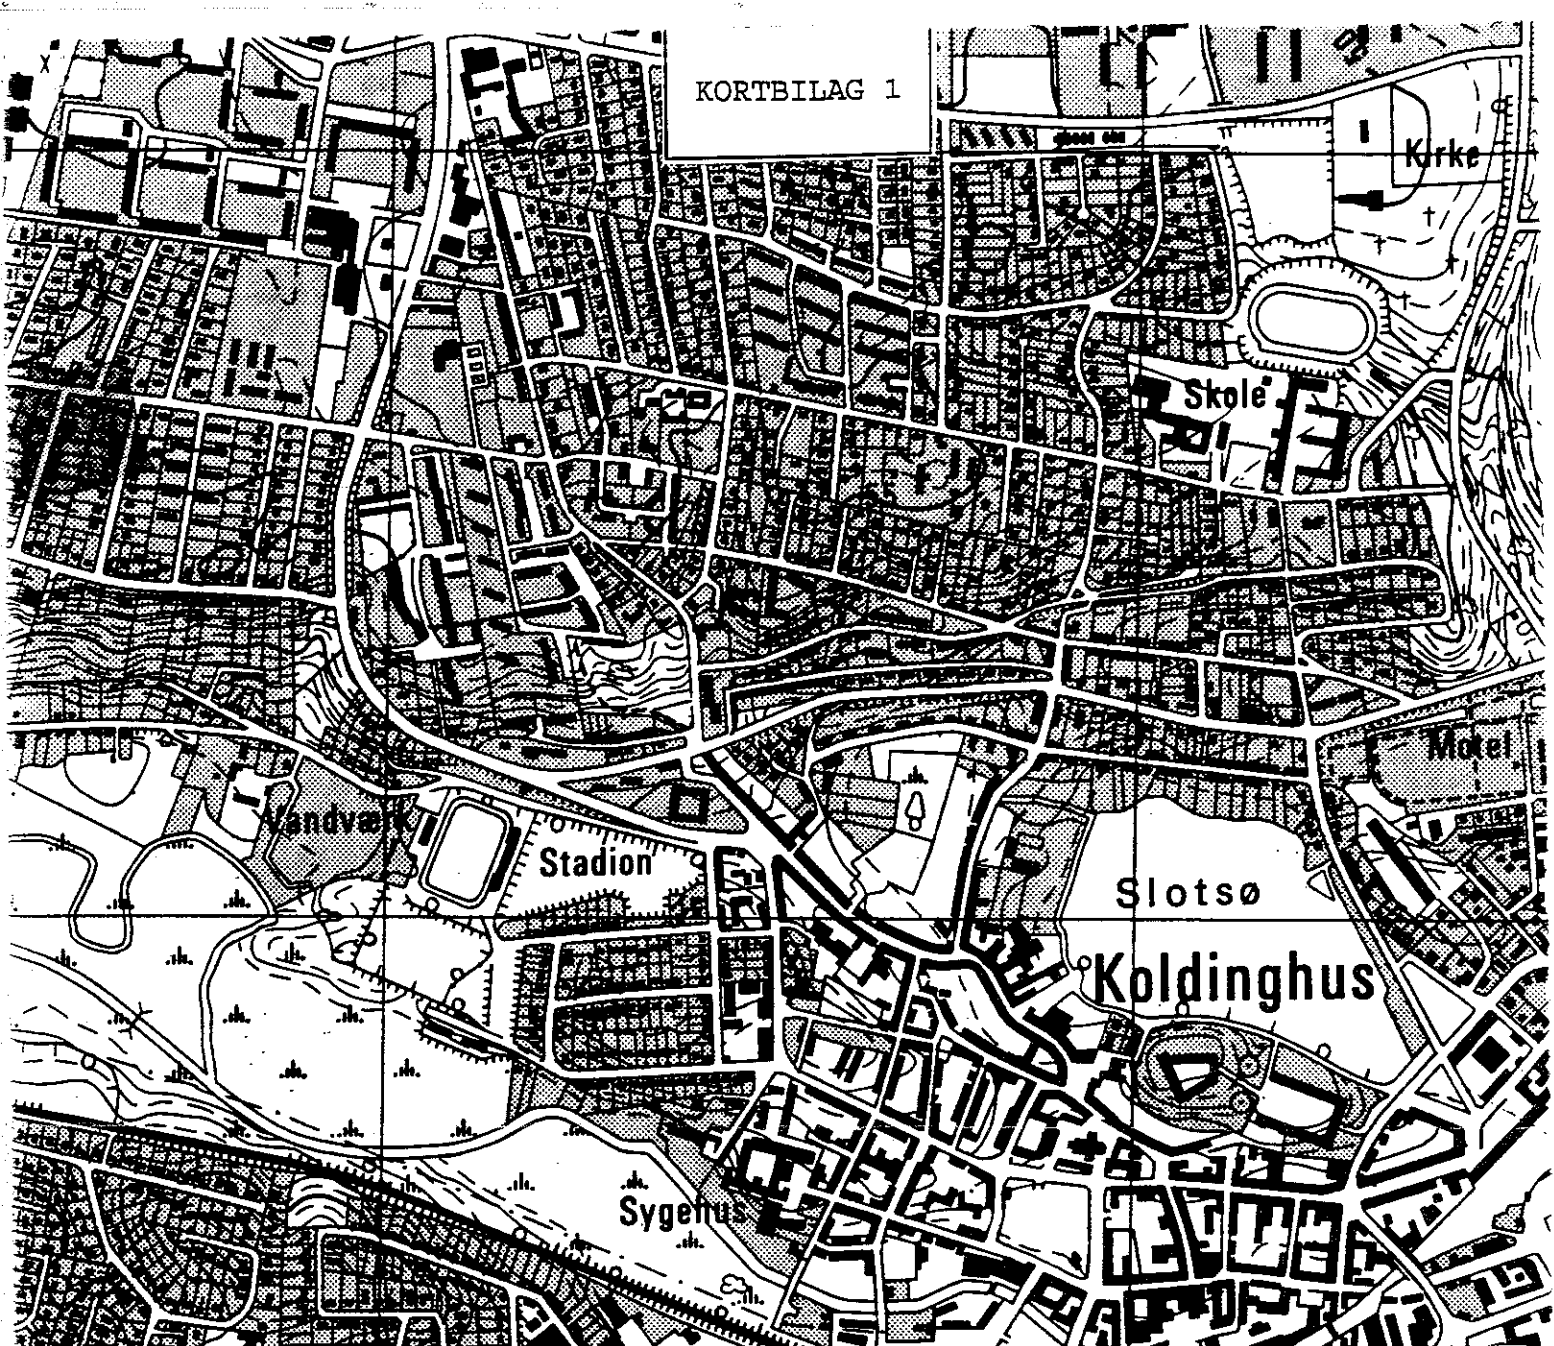 KORTBILAG 1
Kirke
Skole
Motel
Vandværk
Stadion
Slotsø
Koldinghus
Sygehus